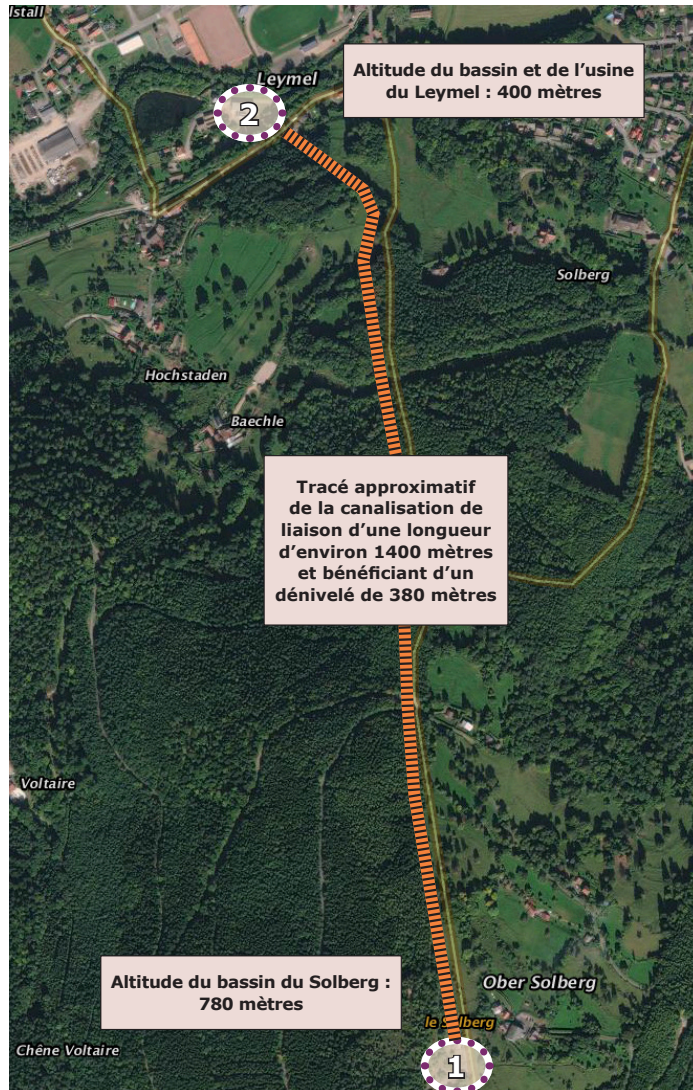 Istall
Leymel
2
Altitude du bassin et de l'usine
du Leymel : 400 mètres
Solberg
Hochstaden
Baechle
Tracé approximatif
de la canalisation de
liaison d'une longueur
d'environ 1400 mètres
et bénéficiant d'un
dénivelé de 380 mètres
Voltaire
Altitude du bassin du Solberg :
780 mètres
Ober Solberg
le Solberg
Chêne Voltaire
1